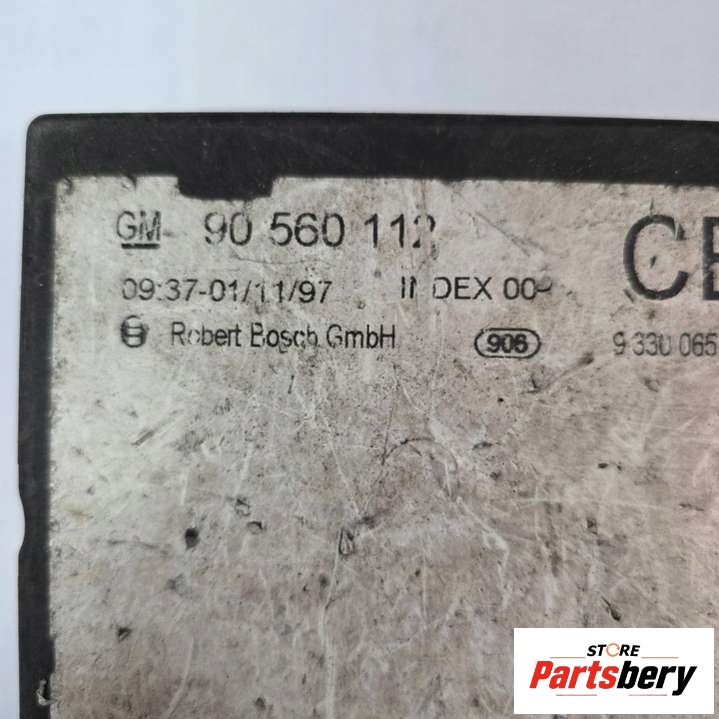 GM 90 560 112 CE
09:37-01/11/97 INDEX 00
Robert Bosch GmbH 906 9 330 065
STORE
Partsbery